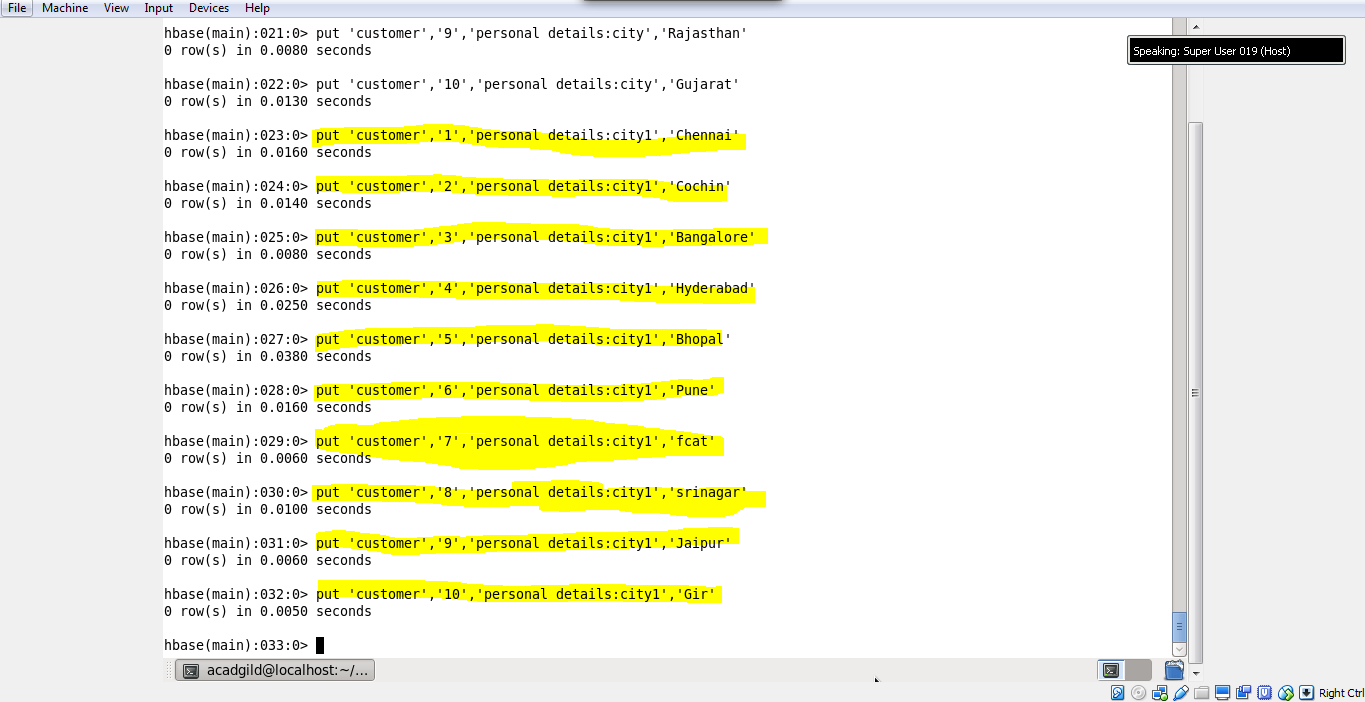 File Machine View Input Devices Help
hbase(main):021:0> put 'customer','9','personal details:city','Rajasthan'
0 row(s) in 0.0080 seconds
Speaking: Super User 019 (Host)
hbase(main):022:0> put 'customer','10','personal details:city','Gujarat'
0 row(s) in 0.0130 seconds
hbase(main):023:0> put 'customer','1','personal details:city1','Chennai'
0 row(s) in 0.0160 seconds
hbase(main):024:0> put 'customer','2','personal details:city1','Cochin'
0 row(s) in 0.0140 seconds
hbase(main):025:0> put 'customer','3','personal details:city1','Bangalore'
0 row(s) in 0.0080 seconds
hbase(main):026:0> put 'customer','4','personal details:city1','Hyderabad'
0 row(s) in 0.0250 seconds
hbase(main):027:0> put 'customer','5','personal details:city1','Bhopal'
0 row(s) in 0.0380 seconds
hbase(main):028:0> put 'customer','6','personal details:city1','Pune'
0 row(s) in 0.0160 seconds
hbase(main):029:0> put 'customer','7','personal details:city1','fcat'
0 row(s) in 0.0060 seconds
hbase(main):030:0> put 'customer','8','personal details:city1','srinagar'
0 row(s) in 0.0100 seconds
hbase(main):031:0> put 'customer','9','personal details:city1','Jaipur'
0 row(s) in 0.0060 seconds
hbase(main):032:0> put 'customer','10','personal details:city1','Gir'
0 row(s) in 0.0050 seconds
hbase(main):033:0>
acadgild@localhost:~/...
Right Ctrl